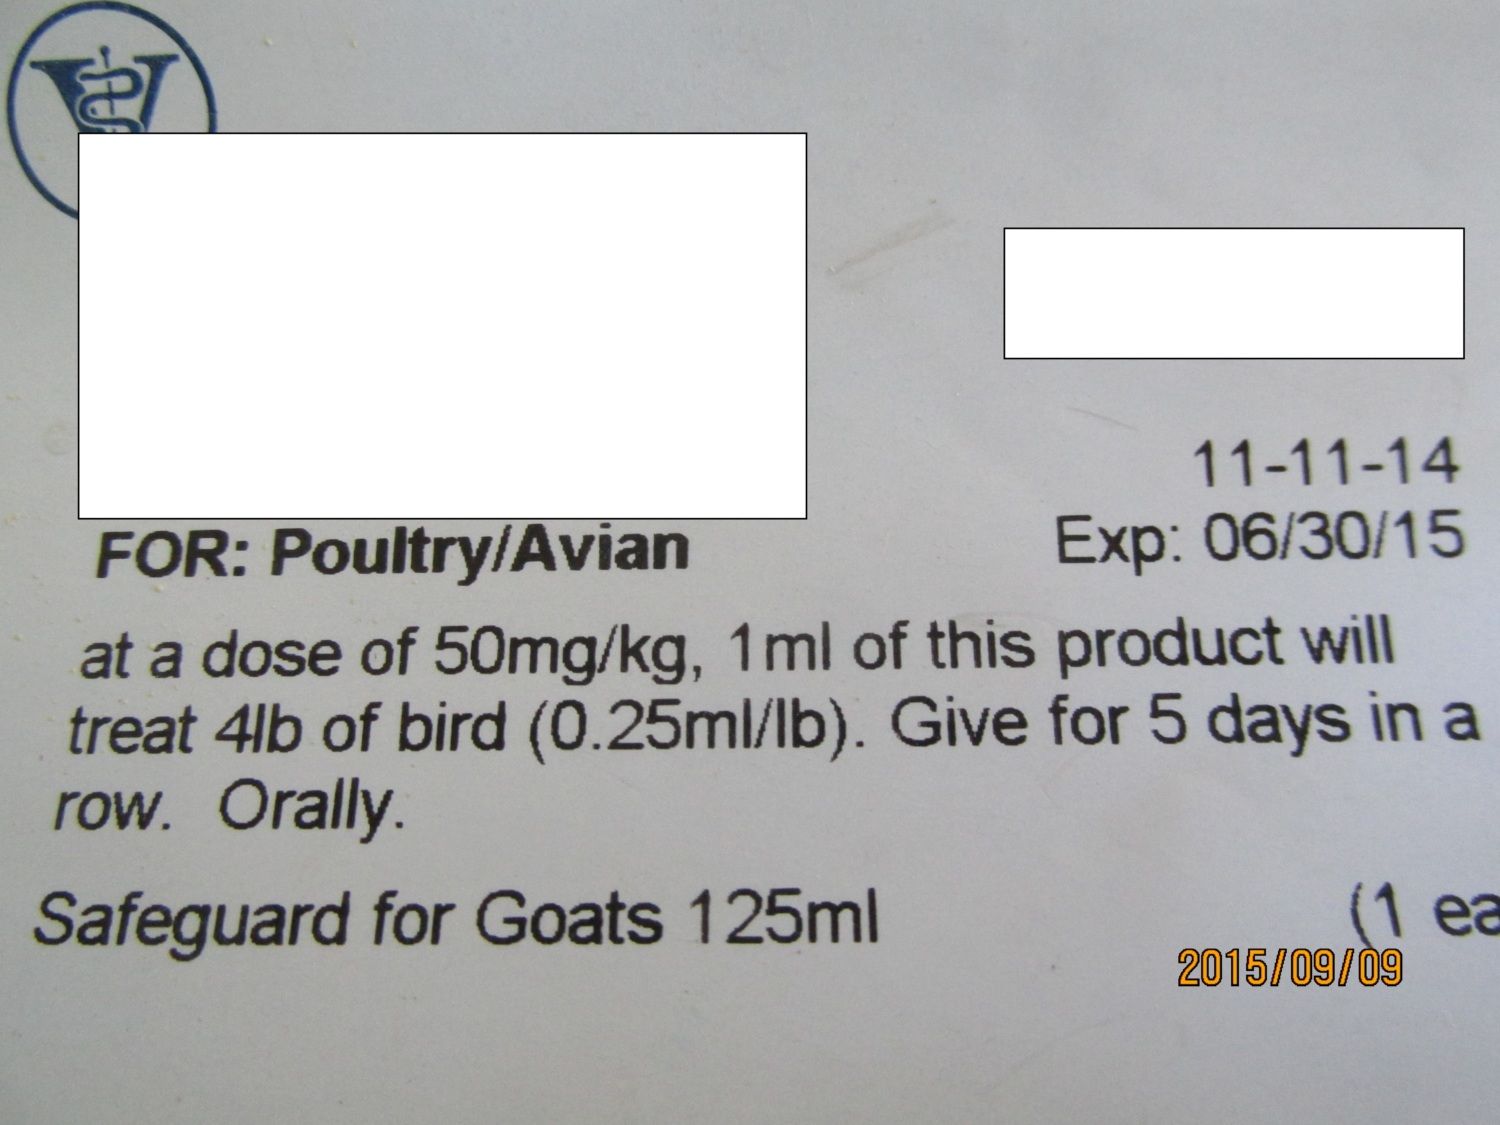 V
11-11-14
FOR: Poultry/Avian
Exp: 06/30/15
at a dose of 50mg/kg, 1ml of this product will
treat 4lb of bird (0.25ml/lb). Give for 5 days in a
row. Orally.
Safeguard for Goats 125ml
(1 ea
2015/09/09